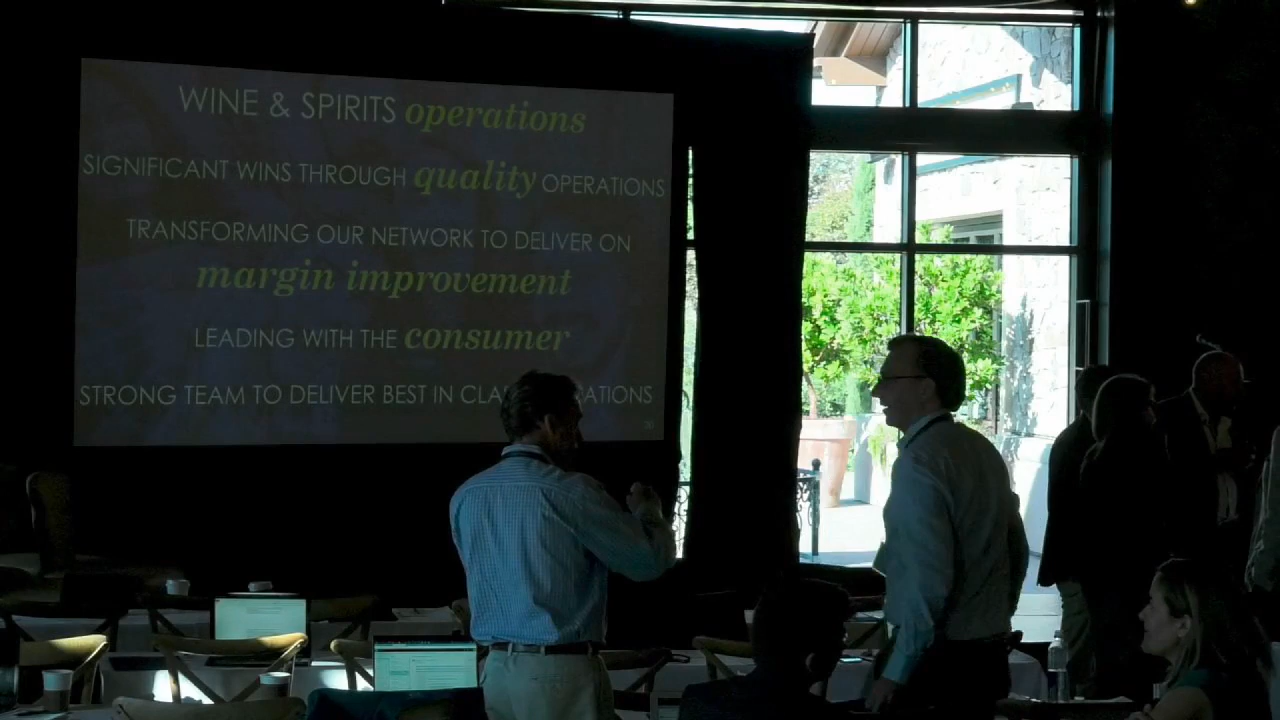 WINE & SPIRITS operations
SIGNIFICANT WINS THROUGH quality OPERATIONS
TRANSFORMING OUR NETWORK TO DELIVER ON
margin improvement
LEADING WITH THE consumer
STRONG TEAM TO DELIVER BEST IN